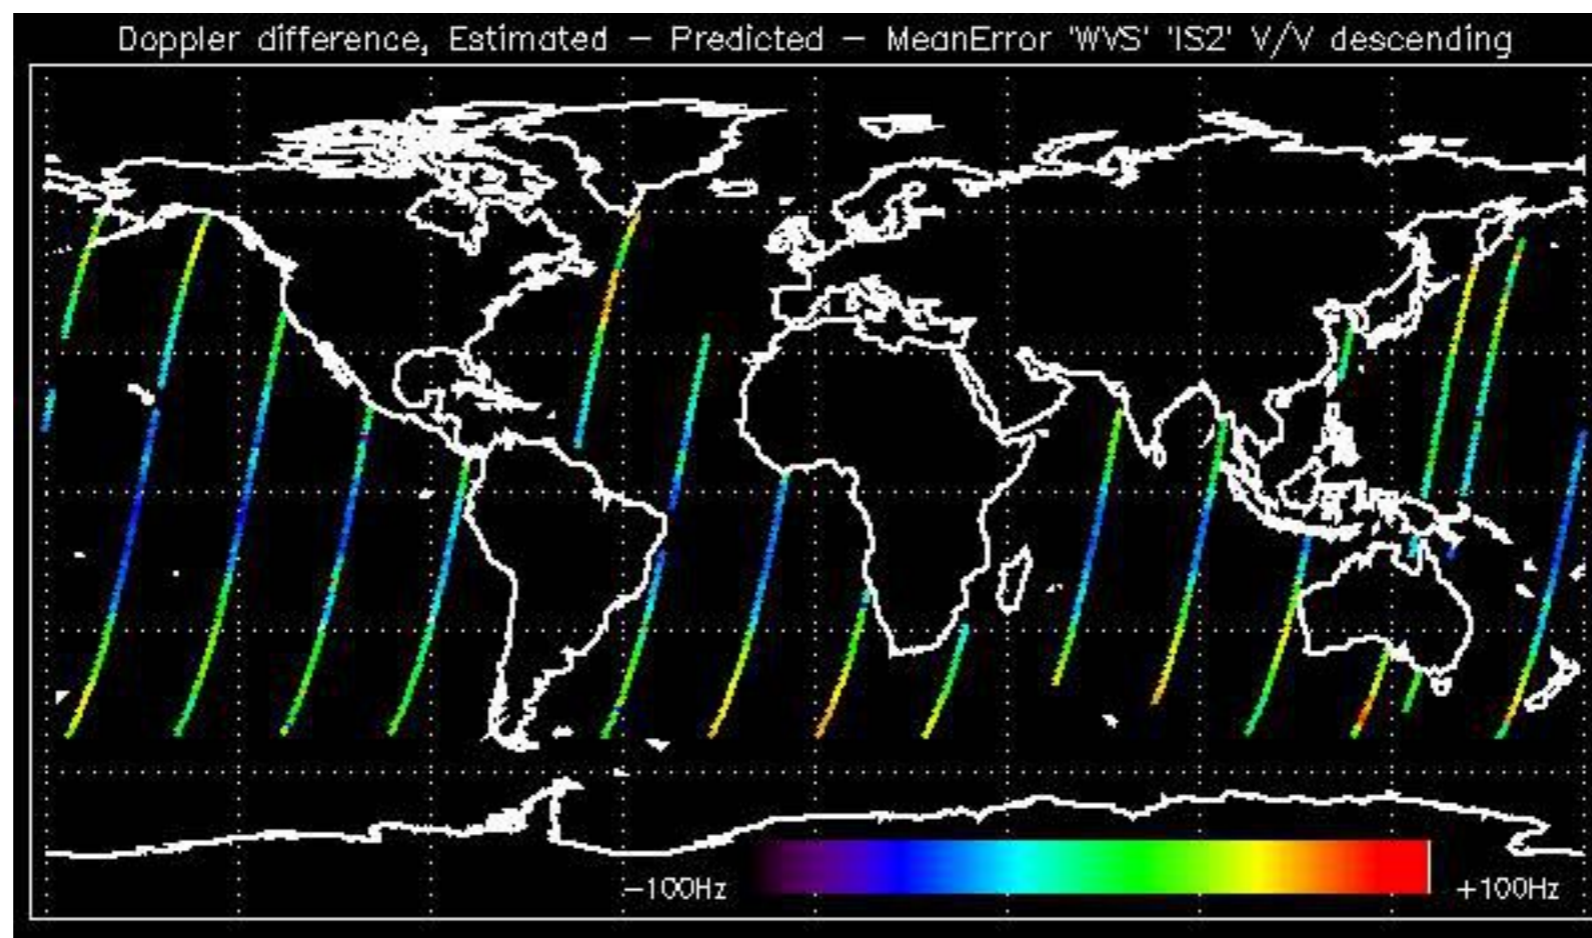 Doppler difference, Estimated – Predicted – MeanError 'WVS' 'IS2' V/V descending
–100Hz +100Hz